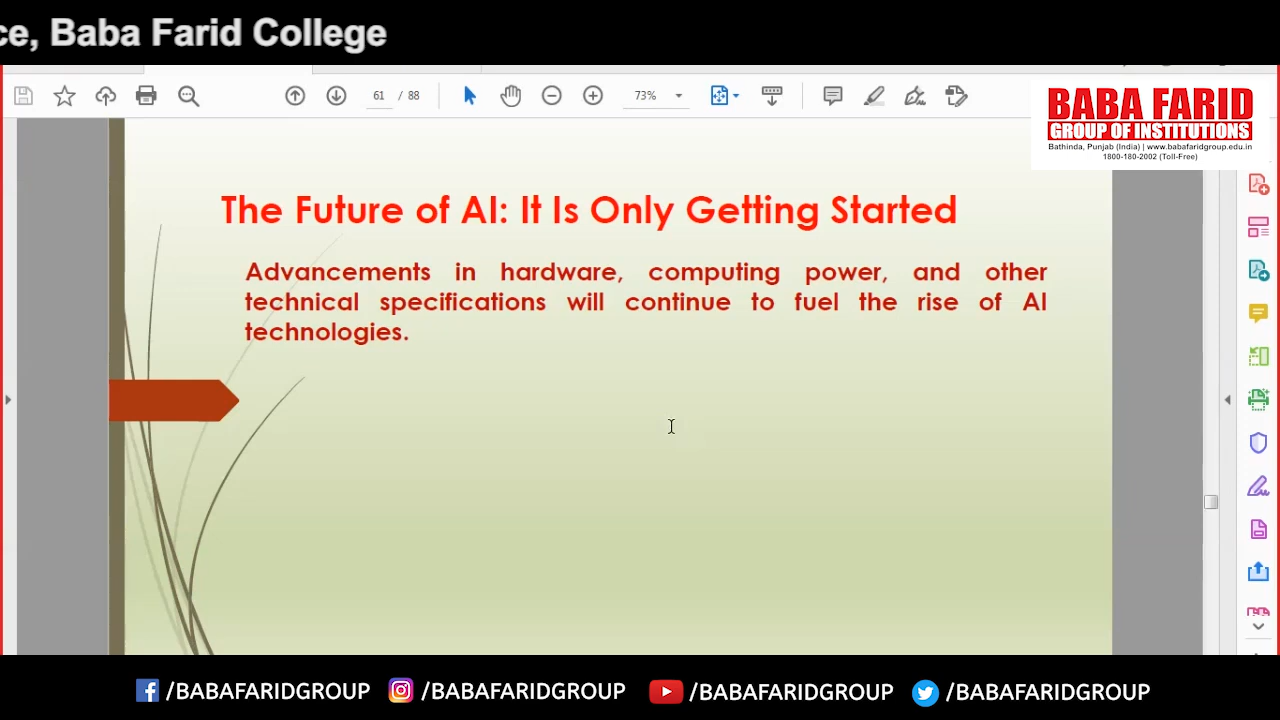 ce, Baba Farid College
61 / 88
73%
BABA FARID
GROUP OF INSTITUTIONS
Bathinda, Punjab (India) | www.babafaridgroup.edu.in
1800-180-2002 (Toll-Free)
The Future of AI: It Is Only Getting Started
Advancements in hardware, computing power, and other
technical specifications will continue to fuel the rise of AI
technologies.
/BABAFARIDGROUP
/BABAFARIDGROUP
/BABAFARIDGROUP
/BABAFARIDGROUP